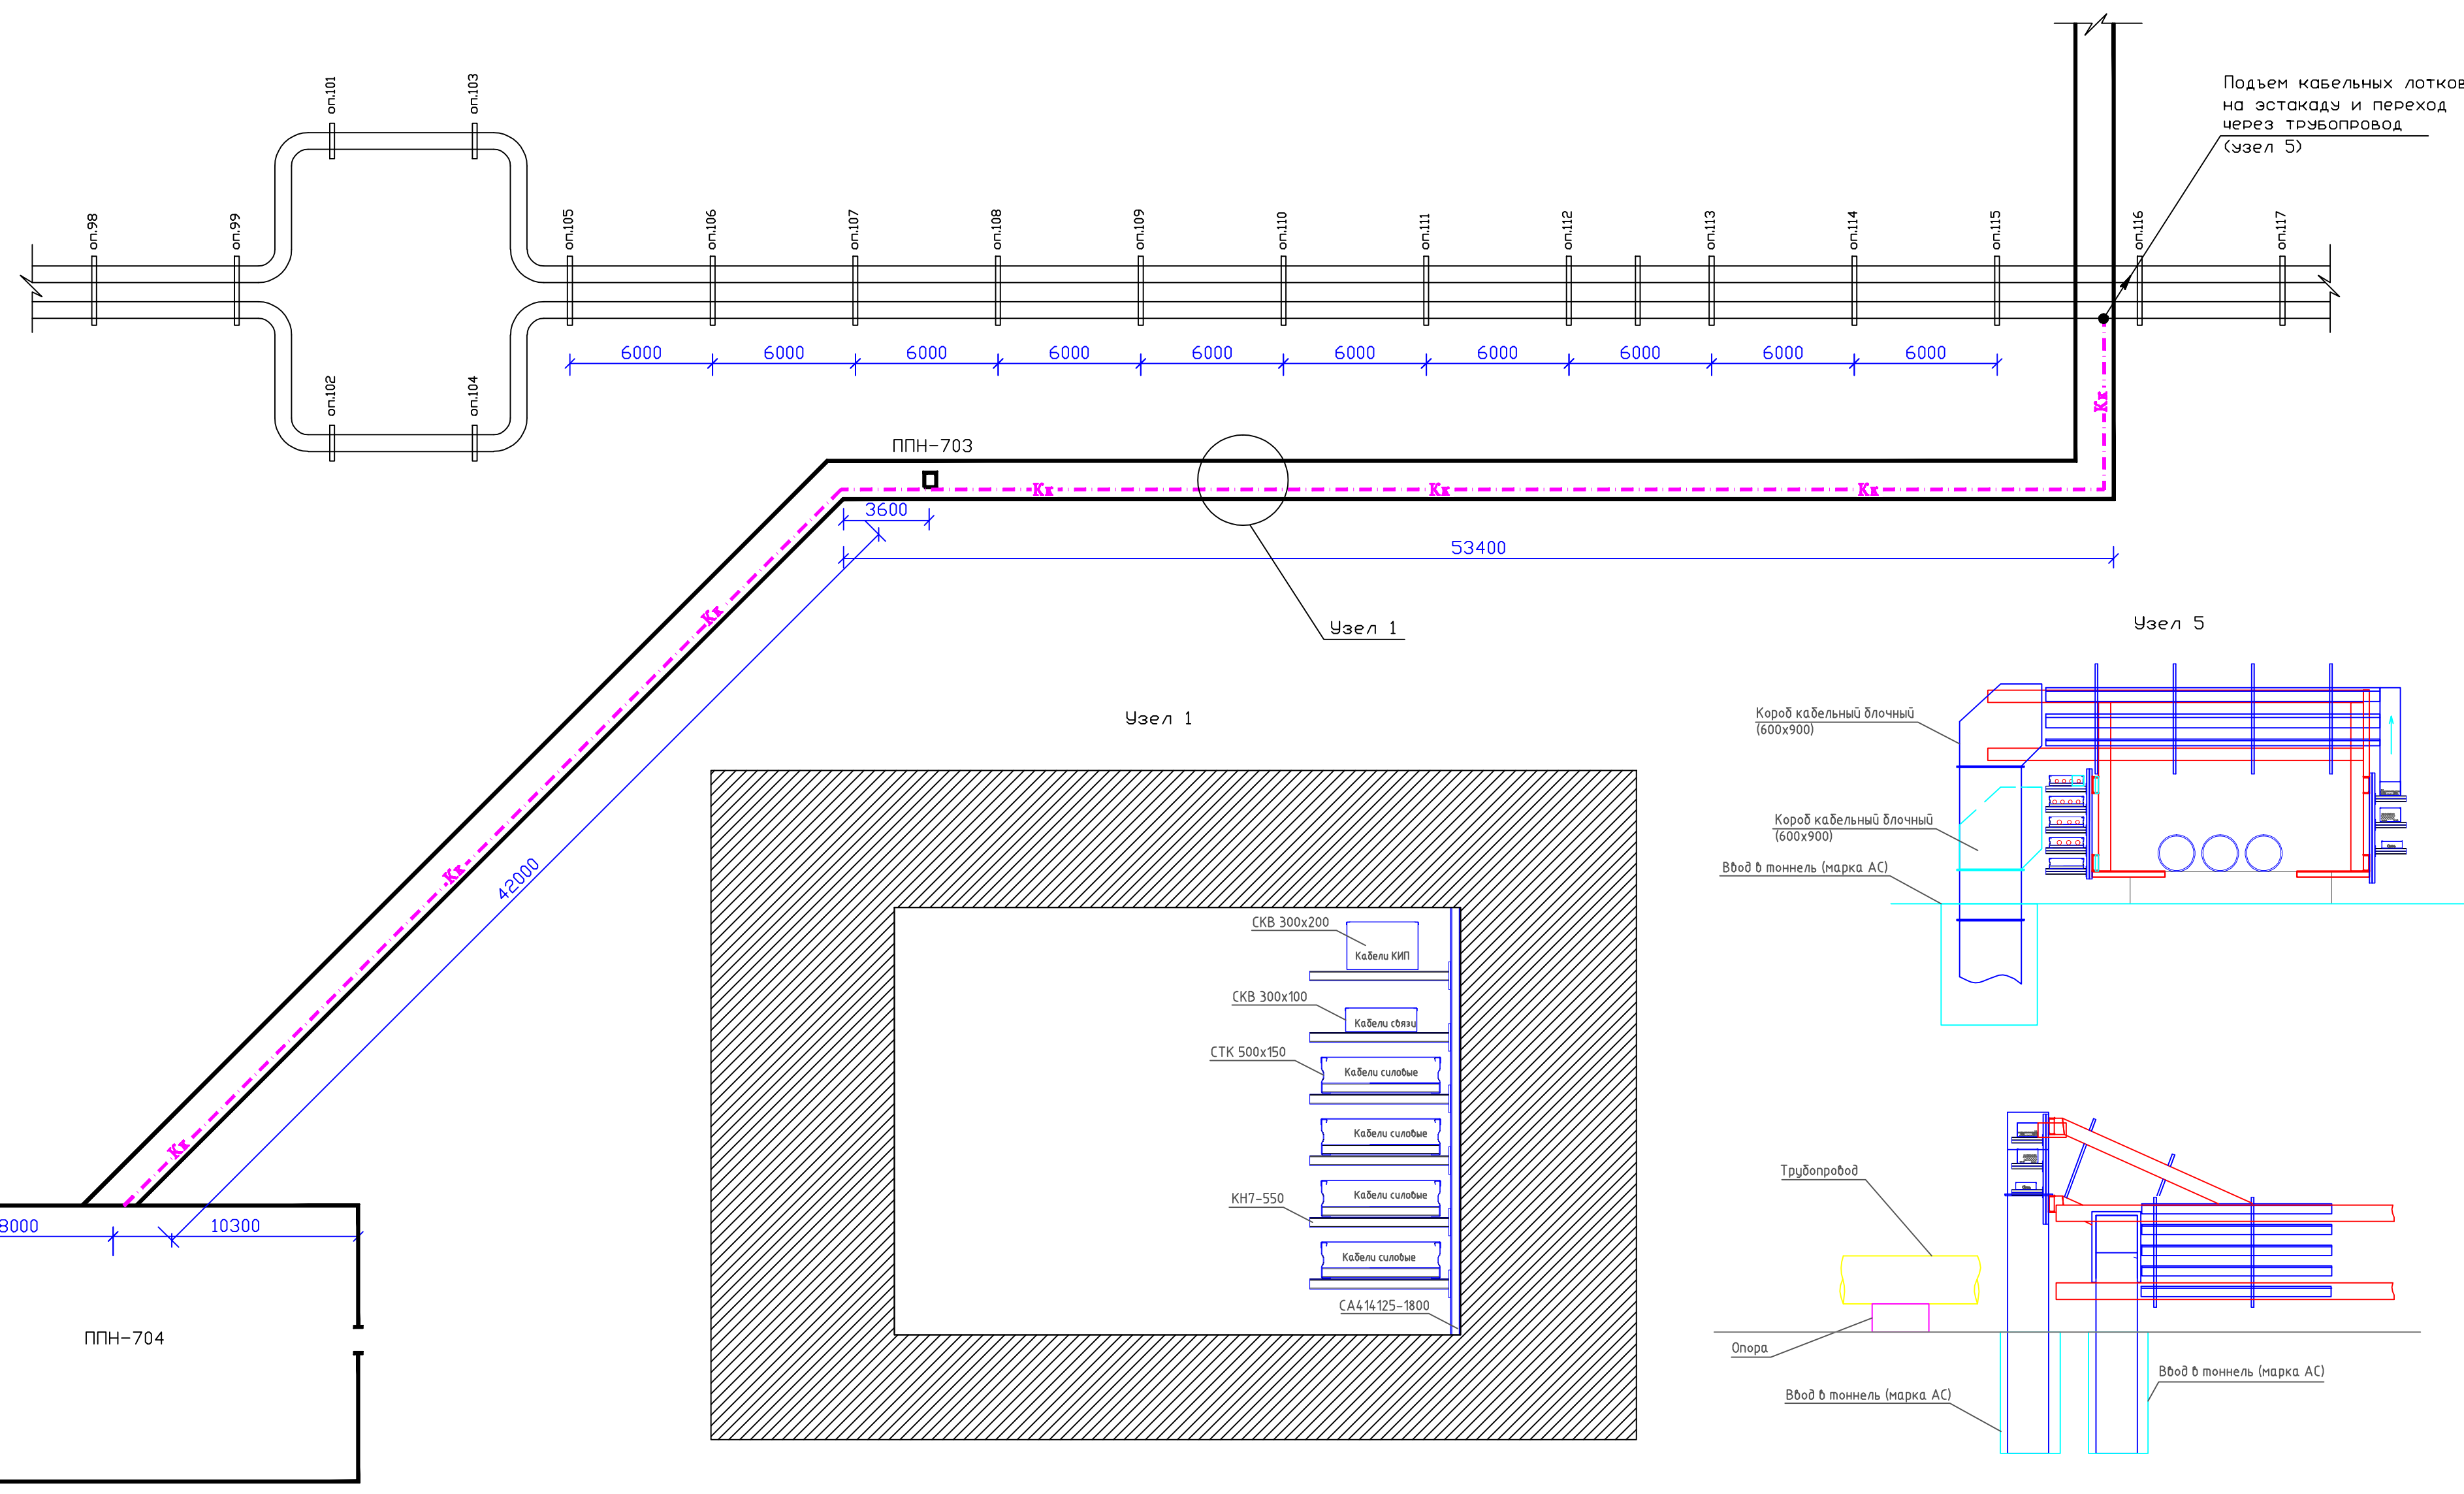 оп.101
оп.103
Подъем кабельных лотков
на эстакаду и переход
через трубопровод
(узел 5)
оп.98
оп.99
оп.105
оп.106
оп.107
оп.108
оп.109
оп.110
оп.111
оп.112
оп.113
оп.114
оп.115
оп.116
оп.117
6000
6000
6000
6000
6000
6000
6000
6000
6000
6000
оп.102
оп.104
Кк
ППН-703
Кк
Кк
Кк
3600
53400
Кк
Узел 1
Узел 5
Кк
42000
Кк
8000
10300
ППН-704
Узел 1
СКВ 300х200
Кабели КИП
СКВ 300х100
Кабели связи
СТК 500х150
Кабели силовые
Кабели силовые
КН7-550
Кабели силовые
Кабели силовые
СА414125-1800
Короб кабельный блочный
(600х900)
Короб кабельный блочный
(600х900)
Ввод в тоннель (марка АС)
Трубопровод
Опора
Ввод в тоннель (марка АС)
Ввод в тоннель (марка АС)